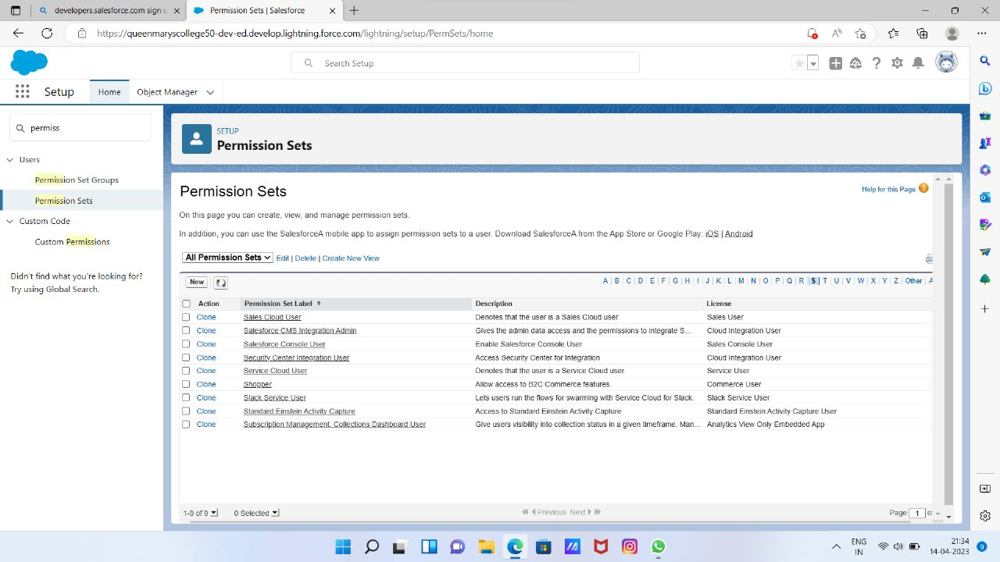 developers.salesforce.com sign u
Permission Sets | Salesforce
https://queenmaryscollege50-dev-ed.develop.lightning.force.com/lightning/setup/PermSets/home
Search Setup
Setup
Home
Object Manager
permiss
Users
Permission Set Groups
Permission Sets
Custom Code
Custom Permissions
Didn't find what you're looking for?
Try using Global Search.
SETUP
Permission Sets
Permission Sets
Help for this Page
On this page you can create, view, and manage permission sets.
In addition, you can use the SalesforceA mobile app to assign permission sets to a user. Download SalesforceA from the App Store or Google Play: iOS | Android
All Permission Sets Edit | Delete | Create New View
New
A | B | C | D | E | F | G | H | I | J | K | L | M | N | O | P | Q | R | S | T | U | V | W | X | Y | Z | Other | A
Action Permission Set Label Description License
Clone Sales Cloud User Denotes that the user is a Sales Cloud user. Sales User
Clone Salesforce CMS Integration Admin Gives the admin data access and the permissions to integrate S... Cloud Integration User
Clone Salesforce Console User Enable Salesforce Console User Sales Console User
Clone Security Center Integration User Access Security Center for Integration Cloud Integration User
Clone Service Cloud User Denotes that the user is a Service Cloud user. Service User
Clone Shopper Allow access to B2C Commerce features. Commerce User
Clone Slack Service User Lets users run the flows for swarming with Service Cloud for Slack. Slack Service User
Clone Standard Einstein Activity Capture Access to Standard Einstein Activity Capture Standard Einstein Activity Capture User
Clone Subscription Management: Collections Dashboard User Give users visibility into collection status in a given timeframe. Man... Analytics View Only Embedded App
1-9 of 9 0 Selected Previous Next Page 1 o
ENG
IN
21:34
14-04-2023
9